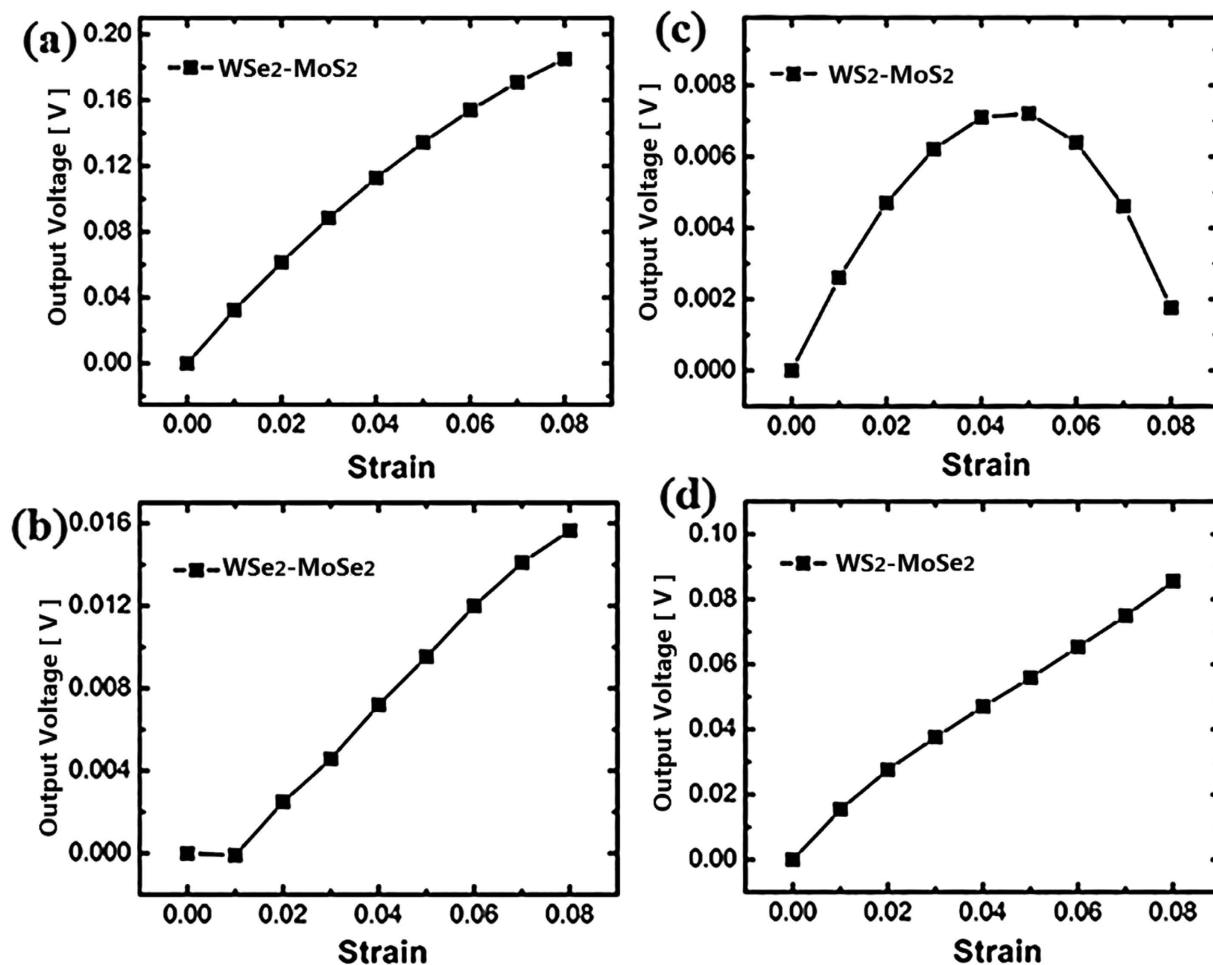 (a)
WSe2-MoS2
Output Voltage [ V ]
0.20
0.16
0.12
0.08
0.04
0.00
0.00 0.02 0.04 0.06 0.08
Strain
(c)
WS2-MoS2
Output Voltage [ V ]
0.008
0.006
0.004
0.002
0.000
0.00 0.02 0.04 0.06 0.08
Strain
(b)
WSe2-MoSe2
Output Voltage [ V ]
0.016
0.012
0.008
0.004
0.000
0.00 0.02 0.04 0.06 0.08
Strain
(d)
WS2-MoSe2
Output Voltage [ V ]
0.10
0.08
0.06
0.04
0.02
0.00
0.00 0.02 0.04 0.06 0.08
Strain